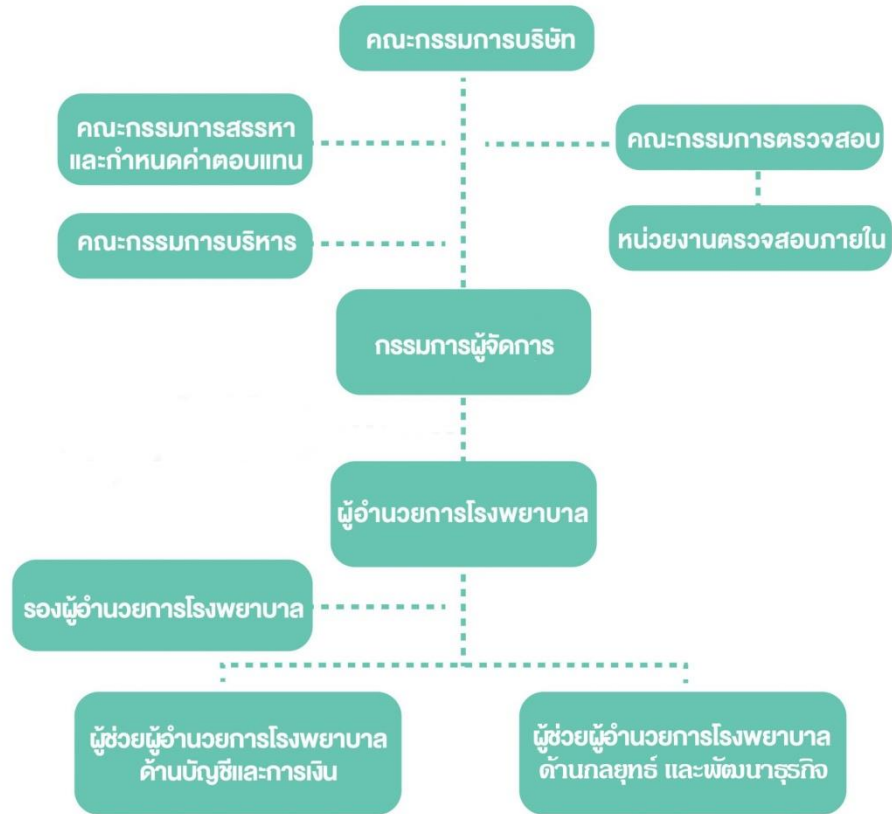 คณะกรรมการบริษัท
คณะกรรมการสรรหา
และกำหนดค่าตอบแทน
คณะกรรมการตรวจสอบ
คณะกรรมการบริหาร
หน่วยงานตรวจสอบภายใน
กรรมการผู้จัดการ
ผู้อำนวยการโรงพยาบาล
รองผู้อำนวยการโรงพยาบาล
ผู้ช่วยผู้อำนวยการโรงพยาบาล
ด้านบัญชีและการเงิน
ผู้ช่วยผู้อำนวยการโรงพยาบาล
ด้านกลยุทธ์ และพัฒนาธุรกิจ